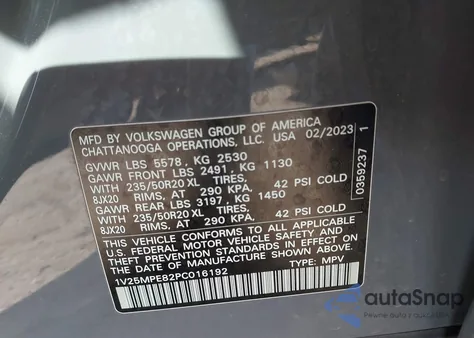 MFD BY VOLKSWAGEN GROUP OF AMERICA
CHATTANOOGA OPERATIONS, LLC. USA 02/2023
GVWR LBS 5578, KG 2530
GAWR FRONT LBS 2491, KG 1130
WITH 235/50R20 XL TIRES,
8JX20 RIMS, AT 290 KPA, 42 PSI COLD
GAWR REAR LBS 3197, KG 1450
WITH 235/50R20 XL TIRES,
8JX20 RIMS, AT 290 KPA, 42 PSI COLD
THIS VEHICLE CONFORMS TO ALL APPLICABLE
U.S. FEDERAL MOTOR VEHICLE SAFETY AND
THEFT PREVENTION STANDARDS IN EFFECT ON
THE DATE OF MANUFACTURE SHOWN ABOVE.
1V25MPE82PC016192 TYPE: MPV
0359237 1
autoSnap